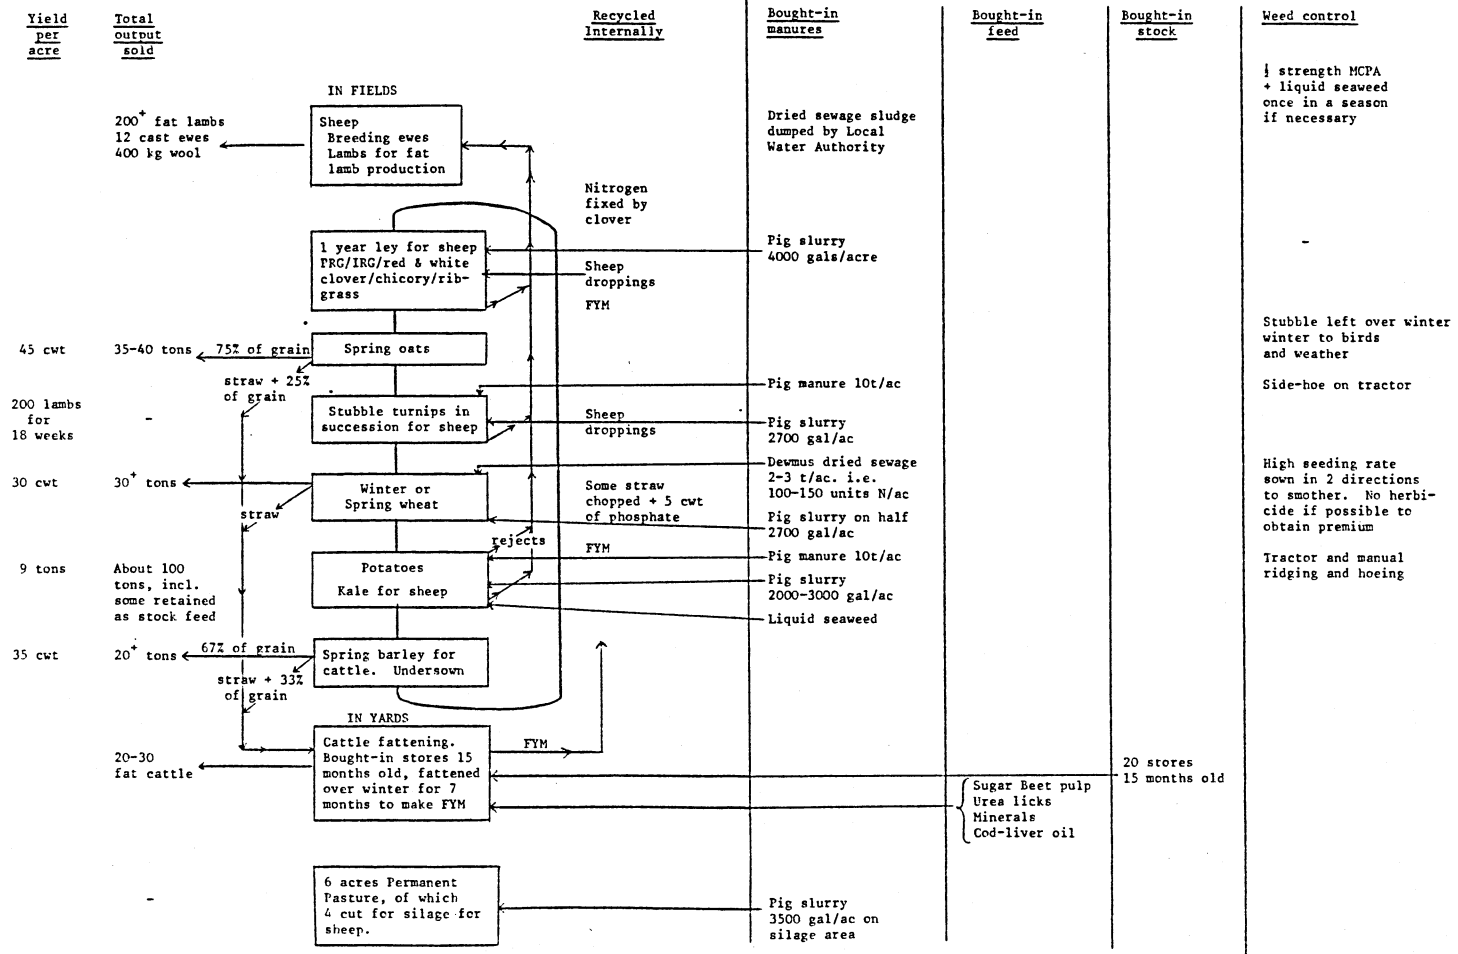 Yield
per
acre
Total
output
sold
Recycled
Internally
Bought-in
manures
Bought-in
feed
Bought-in
stock
Weed control
½ strength MCPA
+ liquid seaweed
once in a season
if necessary
IN FIELDS
200+ fat lambs
12 cast ewes
400 kg wool
Sheep
Breeding ewes
Lambs for fat
lamb production
Dried sewage sludge
dumped by Local
Water Authority
Nitrogen
fixed by
clover
1 year ley for sheep
PRG/IRG/red & white
clover/chicory/rib-
grass
Sheep
droppings
FYM
Pig slurry
4000 gals/acre
-
45 cwt
35-40 tons
75% of grain
Spring oats
Stubble left over winter
winter to birds
and weather
straw + 25%
of grain
Pig manure 10t/ac
Side-hoe on tractor
200 lambs
for
18 weeks
-
Stubble turnips in
succession for sheep
Sheep
droppings
Pig slurry
2700 gal/ac
30 cwt
30+ tons
straw
Winter or
Spring wheat
Some straw
chopped + 5 cwt
of phosphate
Dewmus dried sewage
2-3 t/ac. i.e.
100-150 units N/ac
Pig slurry on half
2700 gal/ac
High seeding rate
sown in 2 directions
to smother. No herbi-
cide if possible to
obtain premium
rejects
9 tons
About 100
tons, incl.
some retained
as stock feed
Potatoes
Kale for sheep
FYM
Pig manure 10t/ac
Pig slurry
2000-3000 gal/ac
Liquid seaweed
Tractor and manual
ridging and hoeing
35 cwt
20+ tons
67% of grain
straw + 33%
of grain
Spring barley for
cattle. Undersown
IN YARDS
20-30
fat cattle
Cattle fattening.
Bought-in stores 15
months old, fattened
over winter for 7
months to make FYM
FYM
Sugar Beet pulp
Urea licks
Minerals
Cod-liver oil
20 stores
15 months old
-
6 acres Permanent
Pasture, of which
4 cut for silage for
sheep.
Pig slurry
3500 gal/ac on
silage area